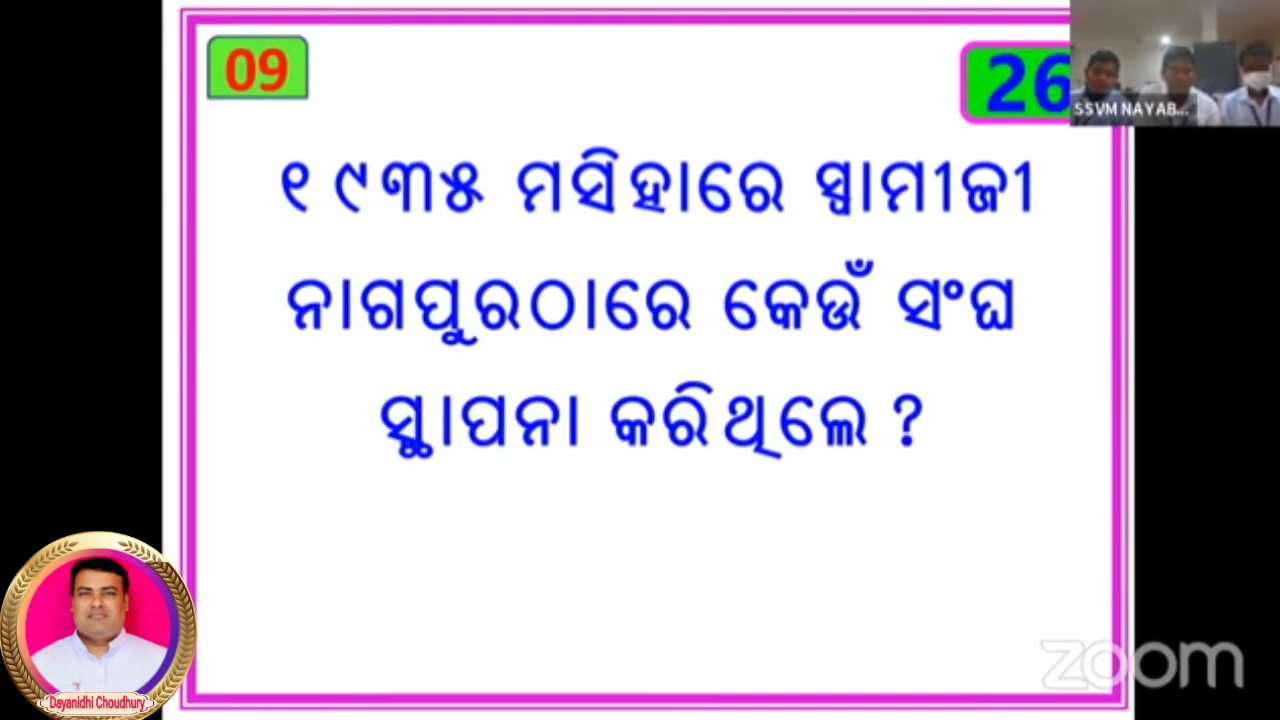 09
26
SSVM NAYAB...
୧୯୩୫ ମସିହାରେ ସ୍ୱାମୀଜୀ
ନାଗପୁରଠାରେ କେଉଁ ସଂଘ
ସ୍ଥାପନା କରିଥିଲେ ?
Dayanidhi Choudhury
zoom